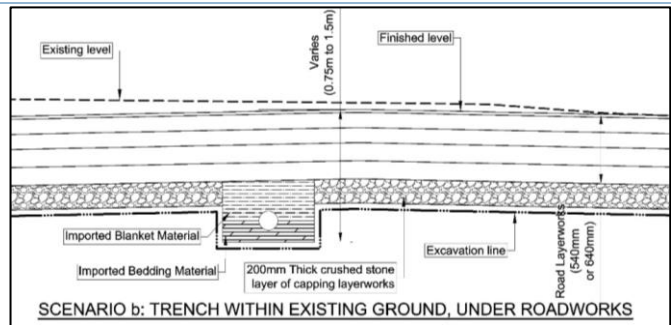 Existing level
Finished level
Varies
(0.75m to 1.5m)
Imported Blanket Material
Imported Bedding Material
200mm Thick crushed stone
layer of capping layerworks
Excavation line
Road Layerworks
(540mm
or 640mm)
SCENARIO b: TRENCH WITHIN EXISTING GROUND, UNDER ROADWORKS